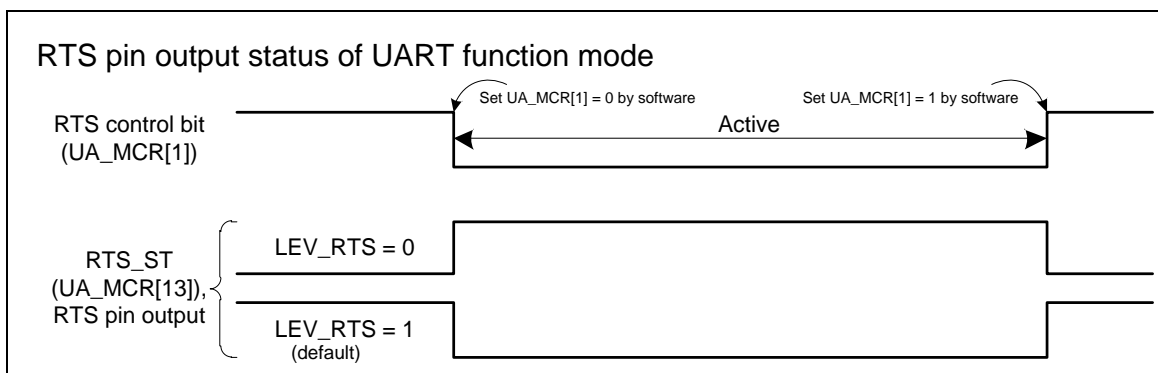 RTS pin output status of UART function mode
Set UA_MCR[1] = 0 by software
Set UA_MCR[1] = 1 by software
RTS control bit
(UA_MCR[1])
Active
RTS_ST
(UA_MCR[13]),
RTS pin output
LEV_RTS = 0
LEV_RTS = 1
(default)